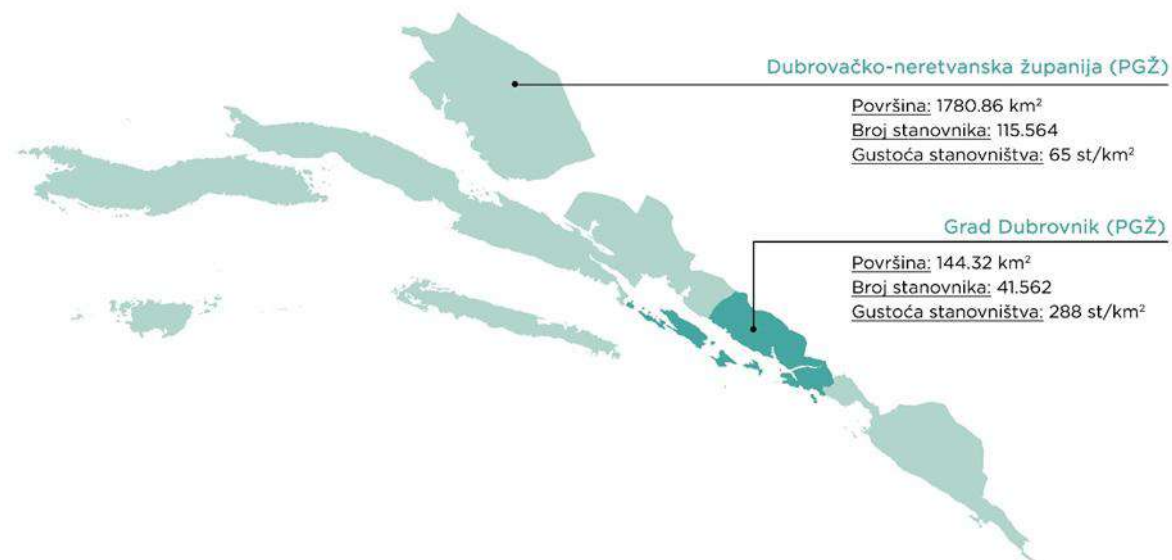 Dubrovačko-neretvanska županija (PGŽ)
Površina: 1780.86 km²
Broj stanovnika: 115.564
Gustoća stanovništva: 65 st/km²
Grad Dubrovnik (PGŽ)
Površina: 144.32 km²
Broj stanovnika: 41.562
Gustoća stanovništva: 288 st/km²